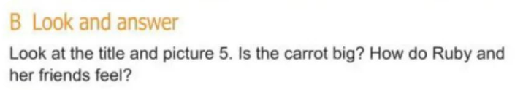 B Look and answer
Look at the title and picture 5. Is the carrot big? How do Ruby and
her friends feel?